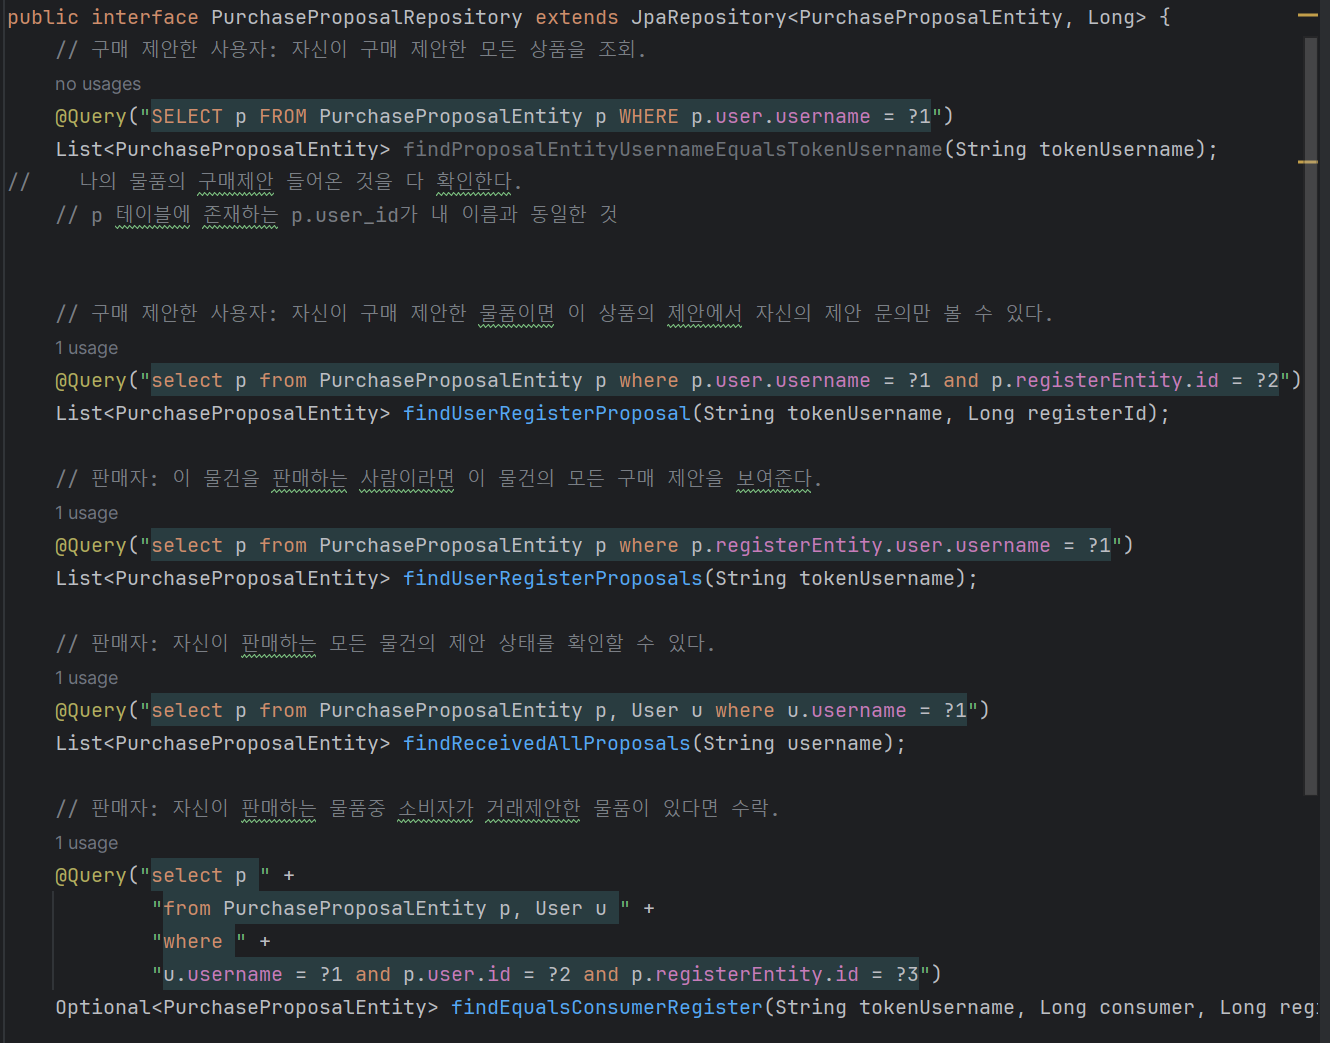 public interface PurchaseProposalRepository extends JpaRepository<PurchaseProposalEntity, Long> {
// 구매 제안한 사용자: 자신이 구매 제안한 모든 상품을 조회.
no usages
@Query("SELECT p FROM PurchaseProposalEntity p WHERE p.user.username = ?1")
List<PurchaseProposalEntity> findProposalEntityUsernameEqualsTokenUsername(String tokenUsername);
//    나의 물품의 구매제안 들어온 것을 다 확인한다.
// p 테이블에 존재하는 p.user_id가 내 이름과 동일한 것
// 구매 제안한 사용자: 자신이 구매 제안한 물품이면 이 상품의 제안에서 자신의 제안 문의만 볼 수 있다.
1 usage
@Query("select p from PurchaseProposalEntity p where p.user.username = ?1 and p.registerEntity.id = ?2")
List<PurchaseProposalEntity> findUserRegisterProposal(String tokenUsername, Long registerId);
// 판매자: 이 물건을 판매하는 사람이라면 이 물건의 모든 구매 제안을 보여준다.
1 usage
@Query("select p from PurchaseProposalEntity p where p.registerEntity.user.username = ?1")
List<PurchaseProposalEntity> findUserRegisterProposals(String tokenUsername);
// 판매자: 자신이 판매하는 모든 물건의 제안 상태를 확인할 수 있다.
1 usage
@Query("select p from PurchaseProposalEntity p, User u where u.username = ?1")
List<PurchaseProposalEntity> findReceivedAllProposals(String username);
// 판매자: 자신이 판매하는 물품중 소비자가 거래제안한 물품이 있다면 수락.
1 usage
@Query("select p " +
"from PurchaseProposalEntity p, User u " +
"where " +
"u.username = ?1 and p.user.id = ?2 and p.registerEntity.id = ?3")
Optional<PurchaseProposalEntity> findEqualsConsumerRegister(String tokenUsername, Long consumer, Long reg